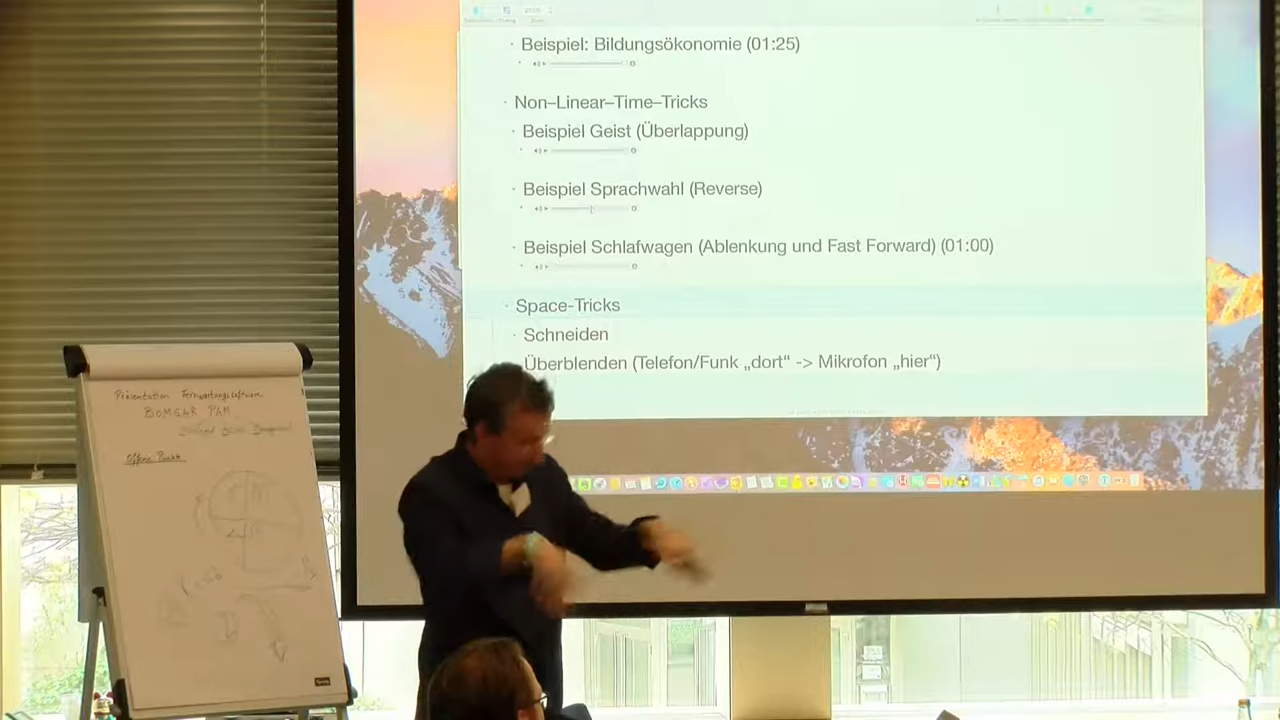 Beispiel: Bildungsökonomie (01:25)
Non–Linear–Time–Tricks
Beispiel Geist (Überlappung)
Beispiel Sprachwahl (Reverse)
Beispiel Schlafwagen (Ablenkung und Fast Forward) (01:00)
Space-Tricks
Schneiden
Überblenden (Telefon/Funk „dort“ -> Mikrofon „hier“)
Präsentation Fernwartungssoftware
BOMGAR PAM
Offene Punkte